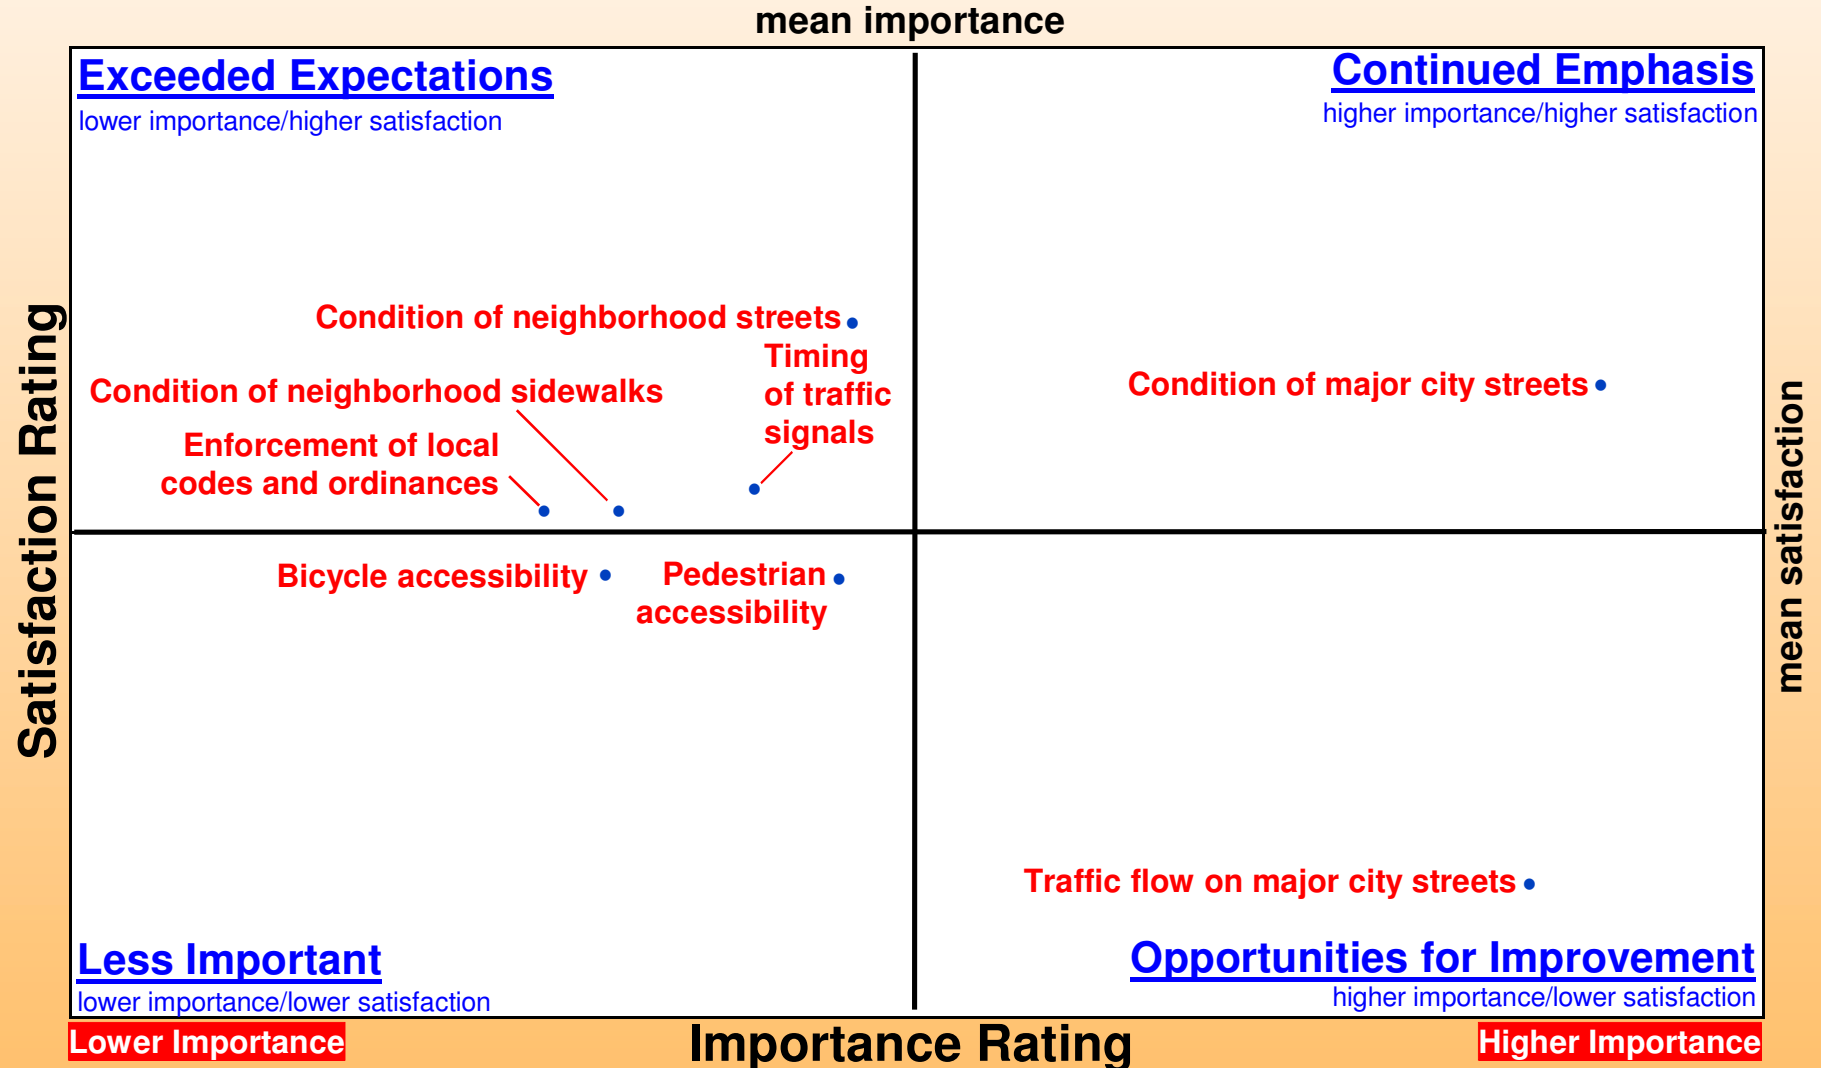 mean importance
Exceeded Expectations
lower importance/higher satisfaction
Continued Emphasis
higher importance/higher satisfaction
Satisfaction Rating
Condition of neighborhood streets
Timing
of traffic
signals
Condition of neighborhood sidewalks
Enforcement of local
codes and ordinances
Condition of major city streets
mean satisfaction
Bicycle accessibility
Pedestrian
accessibility
Traffic flow on major city streets
Less Important
lower importance/lower satisfaction
Opportunities for Improvement
higher importance/lower satisfaction
Lower Importance
Importance Rating
Higher Importance